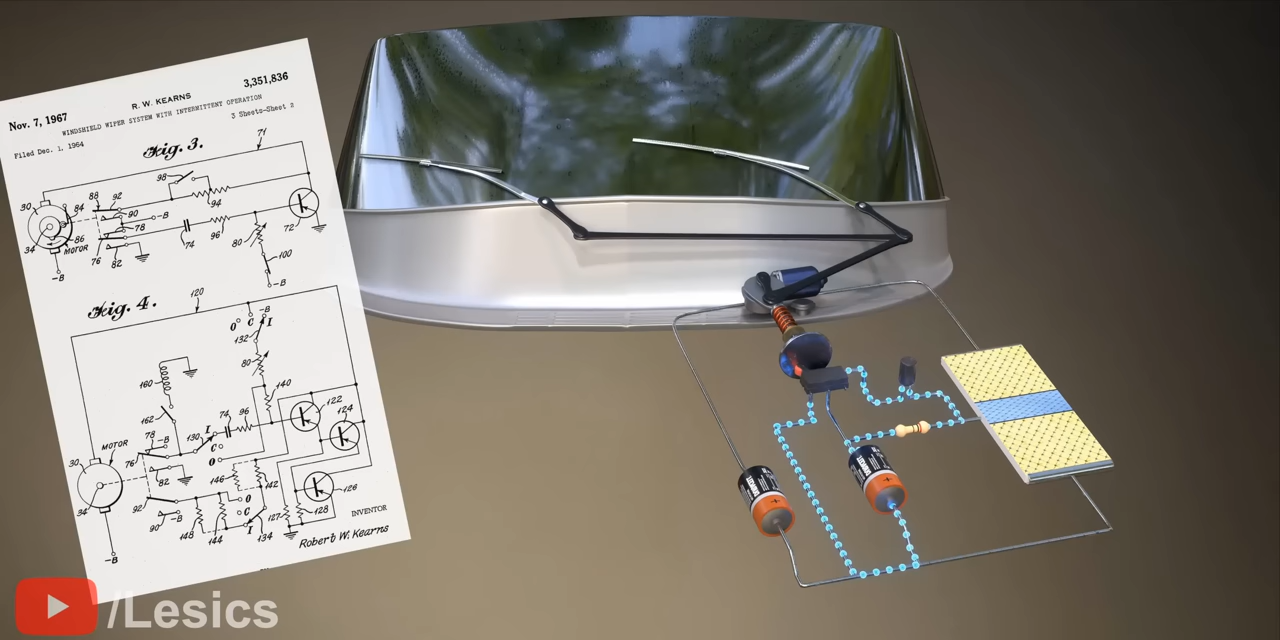 3,351,836
Nov. 7, 1967
R. W. KEARNS
WINDSHIELD WIPER SYSTEM WITH INTERMITTENT OPERATION
Filed Dec. 1, 1964
3 Sheets-Sheet 2
Fig. 3.
71
98
30
84
88
92
90
-B
78
94
72
34
86
MOTOR
76
82
74
96
80
100
-B
-B
Fig. 4.
120
-B
O C I
132
80
160
140
162
74
96
122
124
78
-B
130
I
C
O
MOTOR
30
76
82
146
142
126
34
92
90
-B
O
C
I
127
128
148
144
134
-B
INVENTOR
Robert W. Kearns
+
+
/Lesics